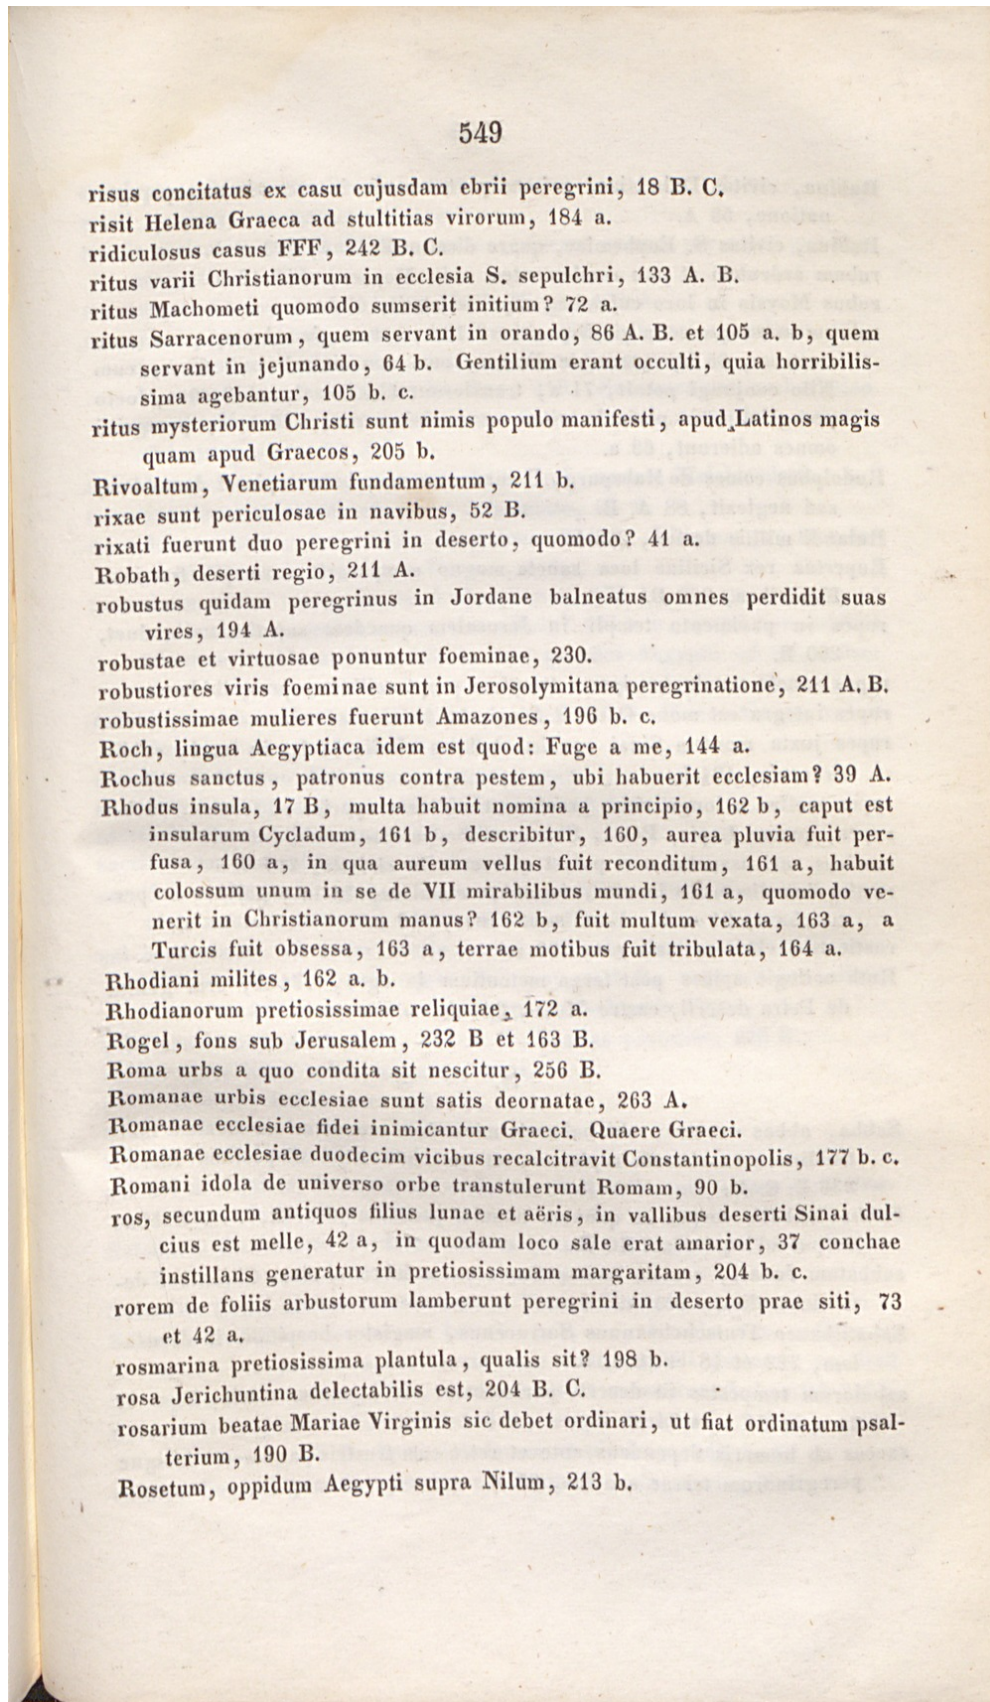 549
risus concitatus ex casu cujusdam ebrii peregrini, 18 B. C.
risit Helena Graeca ad stultitias virorum, 184 a.
ridiculosus casus FFF, 242 B. C.
ritus varii Christianorum in ecclesia S. sepulchri, 133 A. B.
ritus Machometi quomodo sumserit initium? 72 a.
ritus Sarracenorum, quem servant in orando, 86 A. B. et 105 a. b, quem
servant in jejunando, 64 b. Gentilium erant occulti, quia horribilis-
sima agebantur, 105 b. c.
ritus mysteriorum Christi sunt nimis populo manifesti, apud Latinos magis
quam apud Graecos, 205 b.
Rivoaltum, Venetiarum fundamentum, 211 b.
rixae sunt periculosae in navibus, 52 B.
rixati fuerunt duo peregrini in deserto, quomodo? 41 a.
Robath, deserti regio, 211 A.
robustus quidam peregrinus in Jordane balneatus omnes perdidit suas
vires, 194 A.
robustae et virtuosae ponuntur foeminae, 230.
robustiores viris foeminae sunt in Jerosolymitana peregrinatione, 211 A. B.
robustissimae mulieres fuerunt Amazones, 196 b. c.
Roch, lingua Aegyptiaca idem est quod: Fuge a me, 144 a.
Rochus sanctus, patronus contra pestem, ubi habuerit ecclesiam? 39 A.
Rhodus insula, 17 B, multa habuit nomina a principio, 162 b, caput est
insularum Cycladum, 161 b, describitur, 160, aurea pluvia fuit per-
fusa, 160 a, in qua aureum vellus fuit reconditum, 161 a, habuit
colossum unum in se de VII mirabilibus mundi, 161 a, quomodo ve-
nerit in Christianorum manus? 162 b, fuit multum vexata, 163 a, a
Turcis fuit obsessa, 163 a, terrae motibus fuit tribulata, 164 a.
Rhodiani milites, 162 a. b.
Rhodianorum pretiosissimae reliquiae, 172 a.
Rogel, fons sub Jerusalem, 232 B et 163 B.
Roma urbs a quo condita sit nescitur, 256 B.
Romanae urbis ecclesiae sunt satis deornatae, 263 A.
Romanae ecclesiae fidei inimicantur Graeci. Quaere Graeci.
Romanae ecclesiae duodecim vicibus recalcitravit Constantinopolis, 177 b. c.
Romani idola de universo orbe transtulerunt Romam, 90 b.
ros, secundum antiquos filius lunae et aëris, in vallibus deserti Sinai dul-
cius est melle, 42 a, in quodam loco sale erat amarior, 37 conchae
instillans generatur in pretiosissimam margaritam, 204 b. c.
rorem de foliis arbustorum lamberunt peregrini in deserto prae siti, 73
et 42 a.
rosmarina pretiosissima plantula, qualis sit? 198 b.
rosa Jerichuntina delectabilis est, 204 B. C.
rosarium beatae Mariae Virginis sic debet ordinari, ut fiat ordinatum psal-
terium, 190 B.
Rosetum, oppidum Aegypti supra Nilum, 213 b.